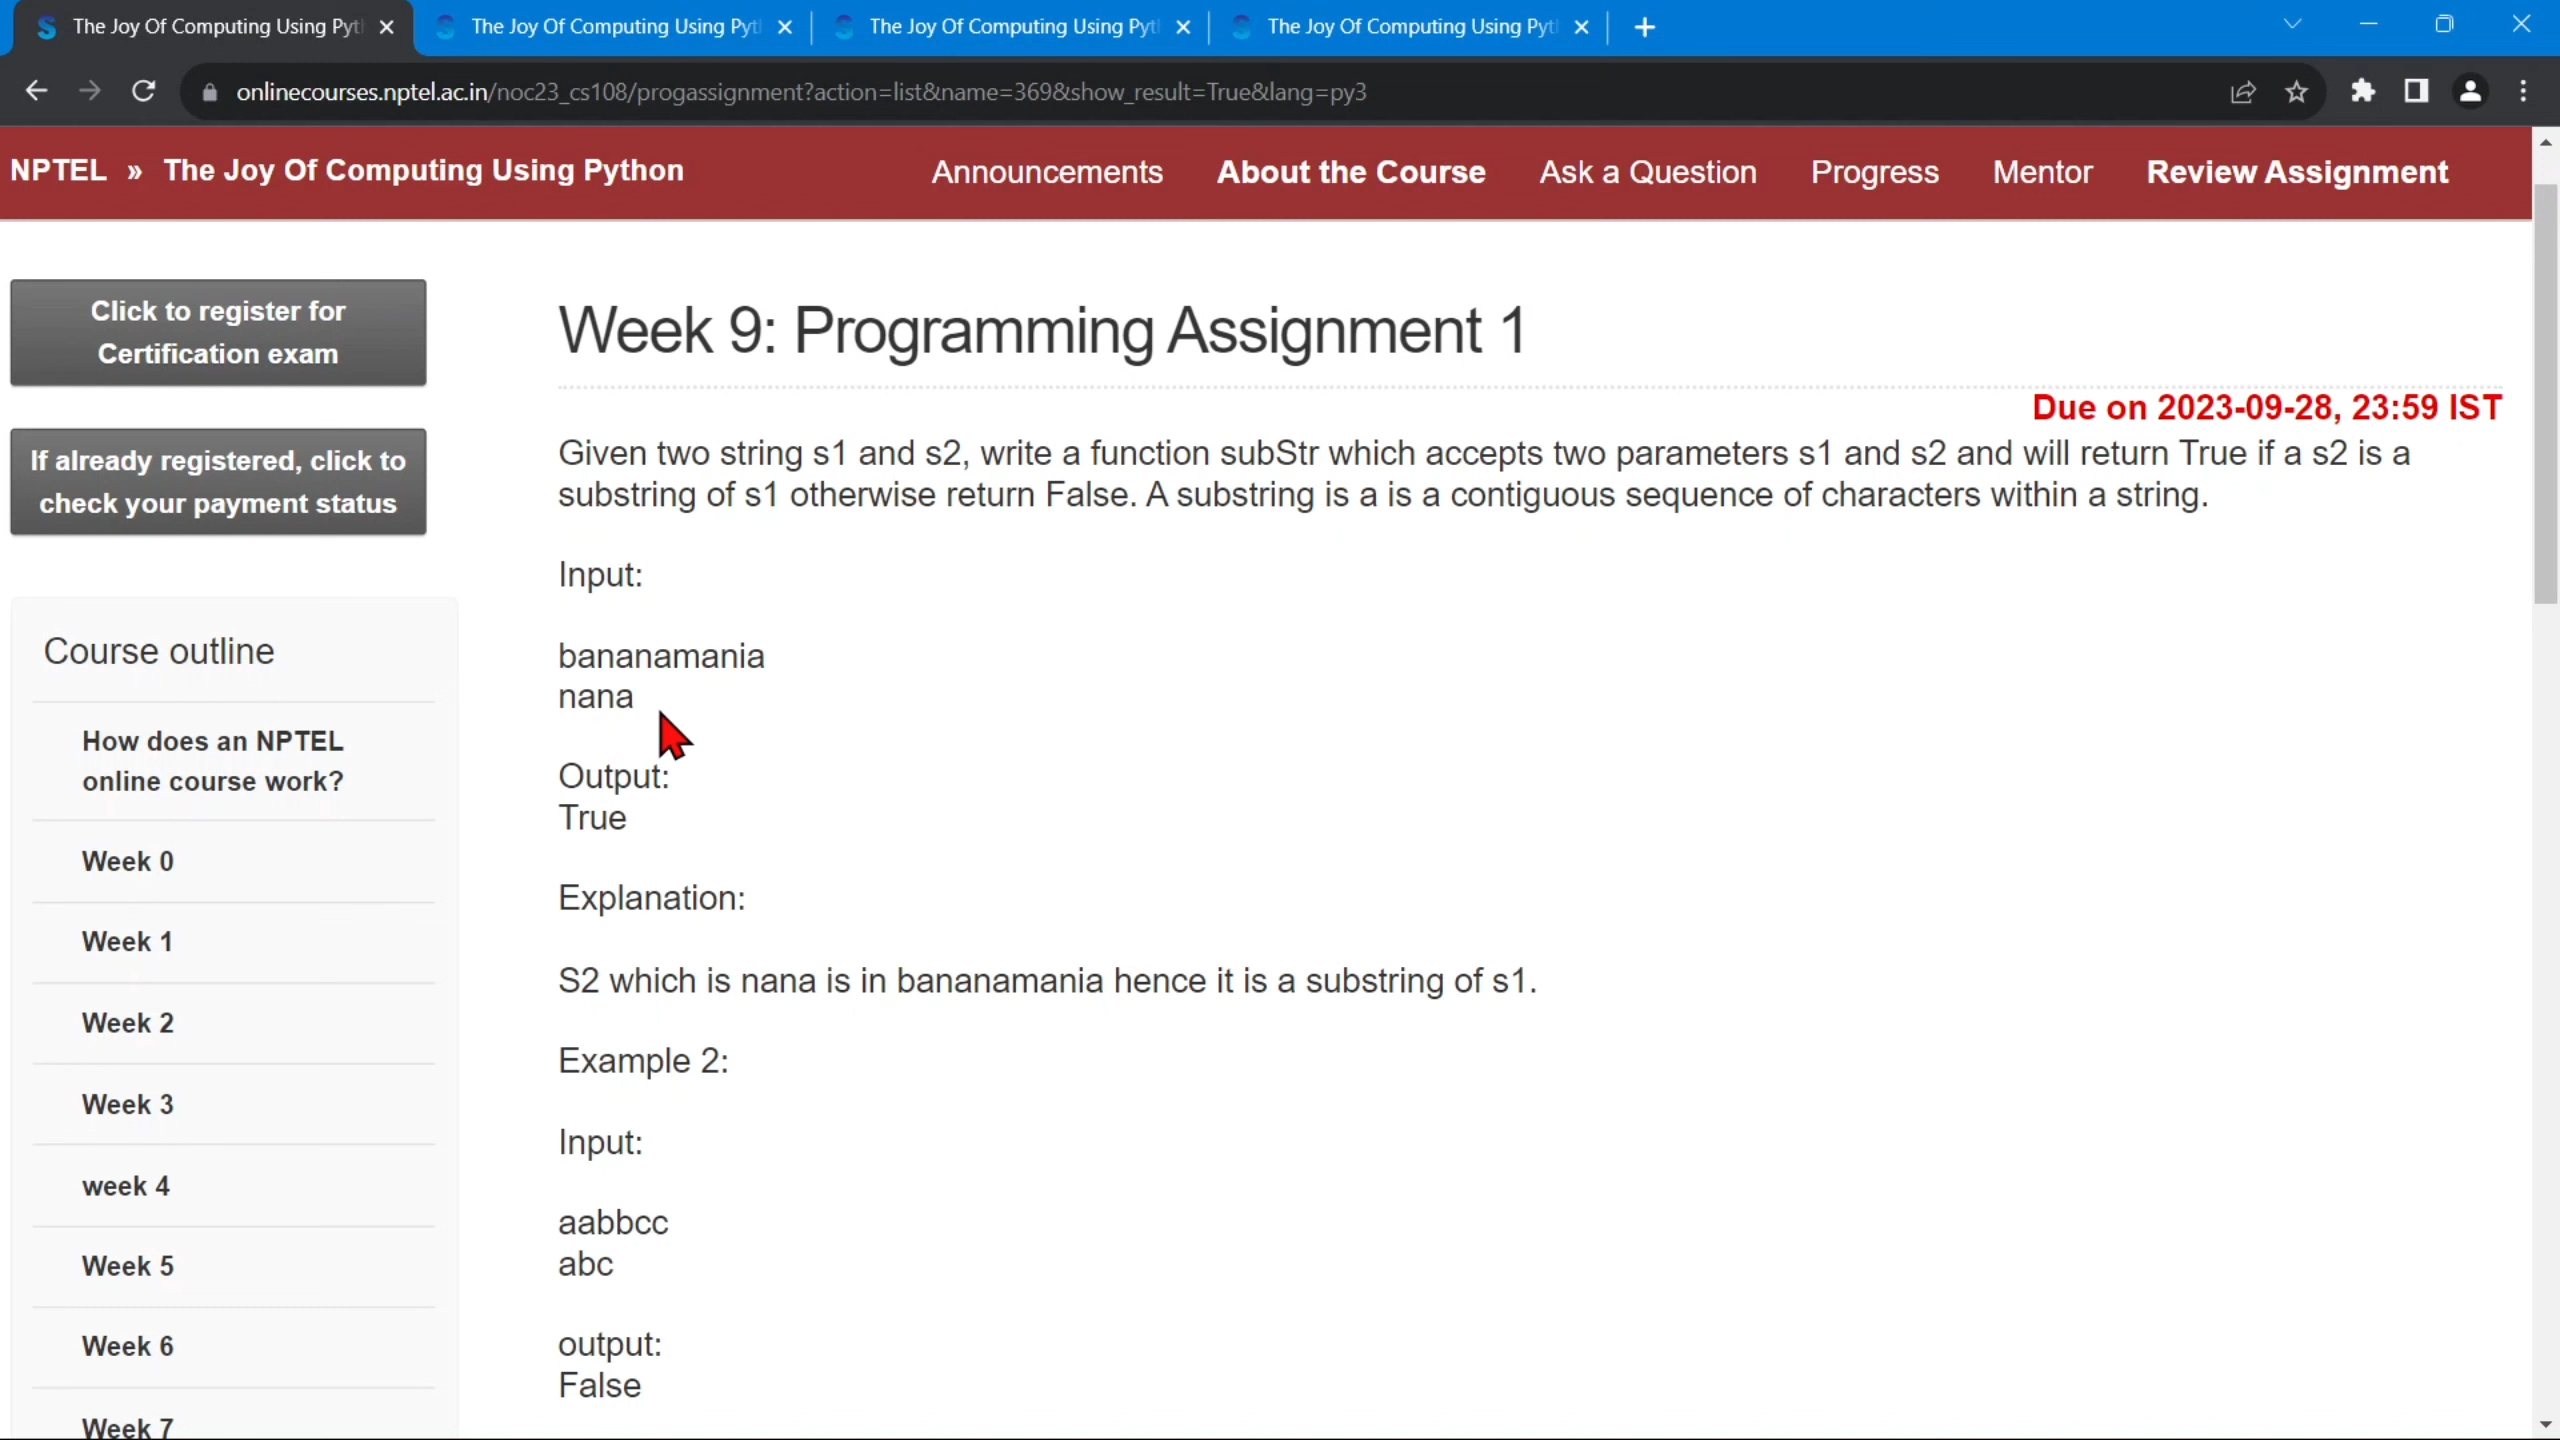 The Joy Of Computing Using Pyt
The Joy Of Computing Using Pyt
The Joy Of Computing Using Pyt
The Joy Of Computing Using Pyt
onlinecourses.nptel.ac.in/noc23_cs108/progassignment?action=list&name=369&show_result=True&lang=py3
NPTEL » The Joy Of Computing Using Python
Announcements About the Course Ask a Question Progress Mentor Review Assignment
Click to register for
Certification exam
If already registered, click to
check your payment status
Course outline
How does an NPTEL
online course work?
Week 0
Week 1
Week 2
Week 3
week 4
Week 5
Week 6
Week 7
Week 9: Programming Assignment 1
Due on 2023-09-28, 23:59 IST
Given two string s1 and s2, write a function subStr which accepts two parameters s1 and s2 and will return True if a s2 is a
substring of s1 otherwise return False. A substring is a is a contiguous sequence of characters within a string.
Input:
bananamania
nana
Output:
True
Explanation:
S2 which is nana is in bananamania hence it is a substring of s1.
Example 2:
Input:
aabbcc
abc
output:
False